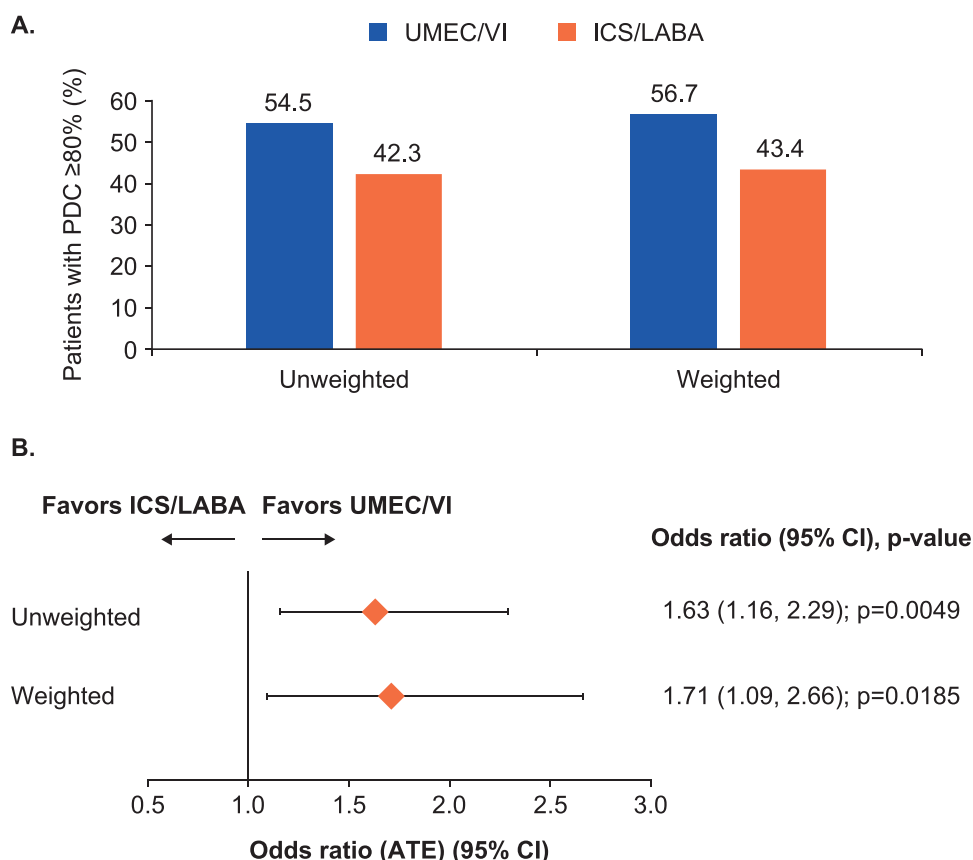 A.
UMEC/VI ICS/LABA
Patients with PDC ≥80% (%)
60
50
40
30
20
10
0
54.5
42.3
56.7
43.4
Unweighted Weighted
B.
Favors ICS/LABA Favors UMEC/VI
Odds ratio (95% CI), p-value
Unweighted 1.63 (1.16, 2.29); p=0.0049
Weighted 1.71 (1.09, 2.66); p=0.0185
0.5 1.0 1.5 2.0 2.5 3.0
Odds ratio (ATE) (95% CI)